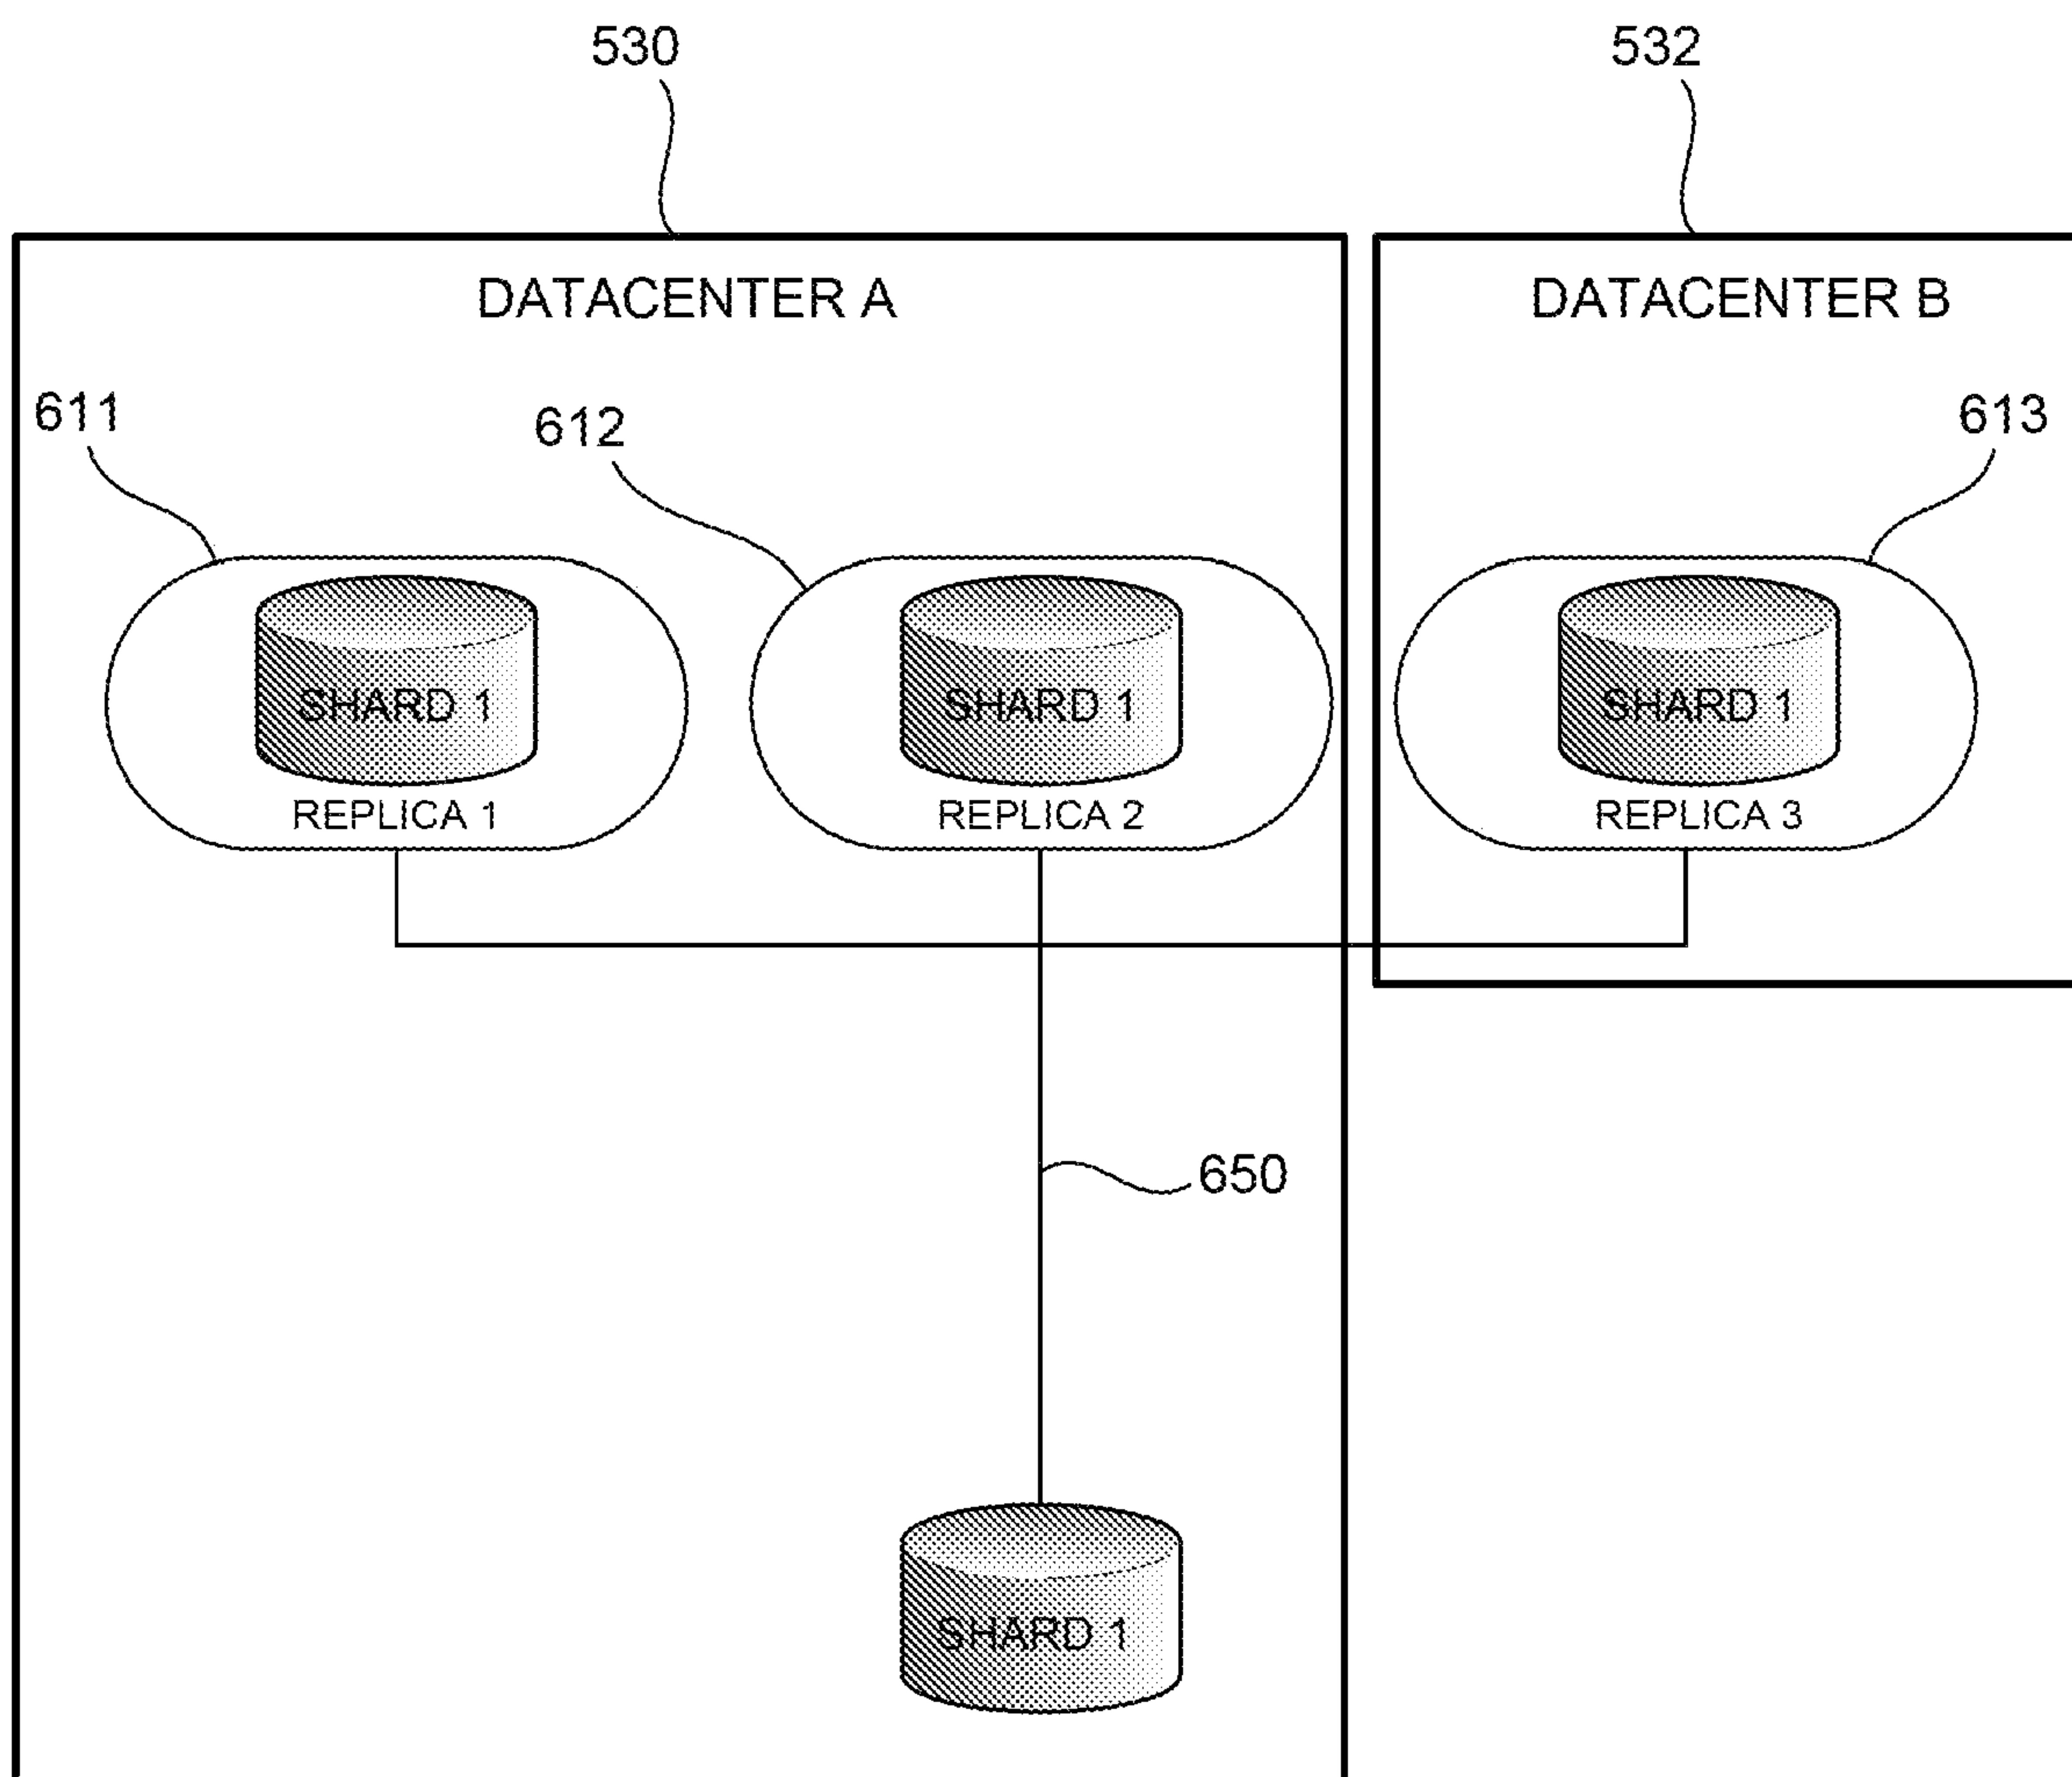 530
532
DATACENTER A
DATACENTER B
611
612
613
SHARD 1
SHARD 1
SHARD 1
REPLICA 1
REPLICA 2
REPLICA 3
650
SHARD 1